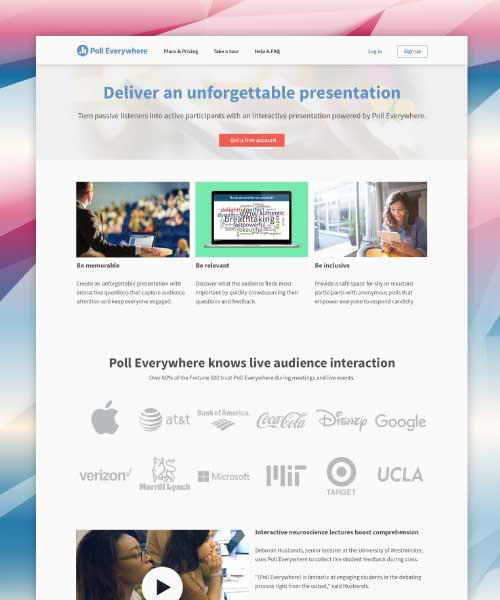 Poll Everywhere Plans & Pricing Take a tour Help & FAQ Log in Sign up
Deliver an unforgettable presentation
Turn passive listeners into active participants with an interactive presentation powered by Poll Everywhere.
Get a free account
delightful perfect
wow authentic
breathtaking
fast powerful
beautiful
Be memorable
Create an unforgettable presentation with
interactive questions that capture audience
attention and keep everyone engaged.
Be relevant
Discover what the audience finds most
important by quickly crowdsourcing their
questions and feedback.
Be inclusive
Provide a safe space for shy or reluctant
participants with anonymous polls that
empower everyone to respond candidly.
Poll Everywhere knows live audience interaction
Over 60% of the Fortune 500 trust Poll Everywhere during meetings and live events.
at&t Bank of America. Coca-Cola Disney Google
verizon Merrill Lynch Microsoft MIT TARGET UCLA
Interactive neuroscience lectures boost comprehension
Deborah Husbands, senior lecturer at the University of Westminster,
uses Poll Everywhere to collect live student feedback during class.
"[Poll Everywhere] is fantastic at engaging students in the debating
process right from the outset," said Husbands.